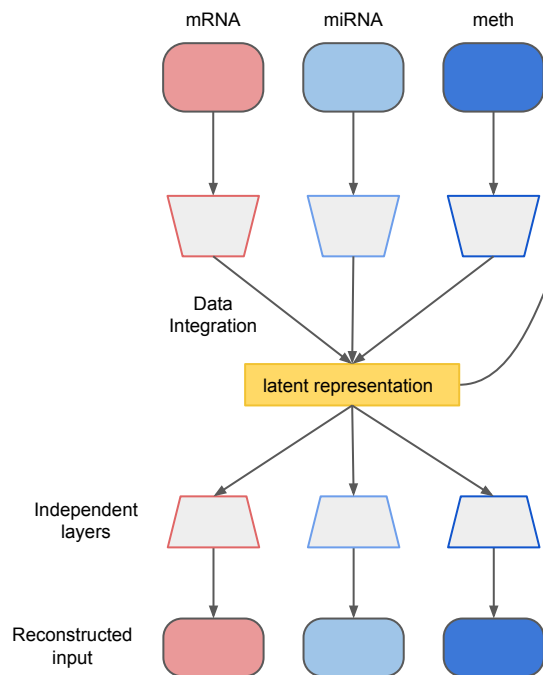 mRNA
miRNA
meth
Data
Integration
latent representation
Independent
layers
Reconstructed
input